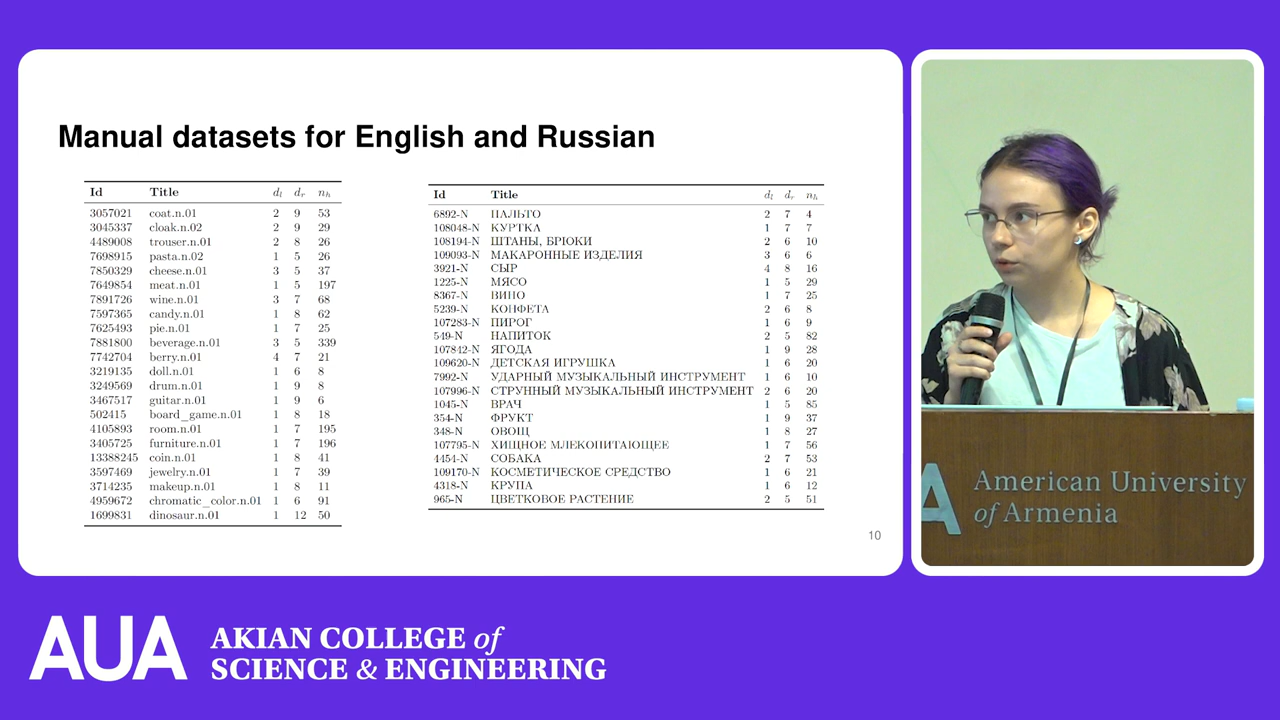 Manual datasets for English and Russian
Id Title dl dr nh
3057021 coat.n.01 2 9 53
3045337 cloak.n.02 2 9 29
4489008 trouser.n.01 2 8 26
7698915 pasta.n.02 1 5 26
7850329 cheese.n.01 3 5 37
7649854 meat.n.01 1 5 197
7891726 wine.n.01 3 7 68
7597365 candy.n.01 1 8 62
7625493 pie.n.01 1 7 25
7881800 beverage.n.01 3 5 339
7742704 berry.n.01 4 7 21
3219135 doll.n.01 1 6 8
3249569 drum.n.01 1 9 8
3467517 guitar.n.01 1 9 6
502415 board_game.n.01 1 8 18
4105893 room.n.01 1 7 195
3405725 furniture.n.01 1 7 196
13388245 coin.n.01 1 8 41
3597469 jewelry.n.01 1 7 39
3714235 makeup.n.01 1 8 11
4959672 chromatic_color.n.01 1 6 91
1699831 dinosaur.n.01 1 12 50
Id Title dl dr nh
6892-N ПАЛЬТО 2 7 4
108048-N КУРТКА 1 7 7
108194-N ШТАНЫ, БРЮКИ 2 6 10
109093-N МАКАРОННЫЕ ИЗДЕЛИЯ 3 6 6
3921-N СЫР 4 8 16
1225-N МЯСО 1 5 29
8367-N ВИНО 1 7 25
5239-N КОНФЕТА 2 6 8
107283-N ПИРОГ 1 6 9
549-N НАПИТОК 2 5 82
107842-N ЯГОДА 1 9 28
109620-N ДЕТСКАЯ ИГРУШКА 1 6 20
7992-N УДАРНЫЙ МУЗЫКАЛЬНЫЙ ИНСТРУМЕНТ 1 6 10
107996-N СТРУННЫЙ МУЗЫКАЛЬНЫЙ ИНСТРУМЕНТ 2 6 20
1045-N ВРАЧ 1 5 85
354-N ФРУКТ 1 9 37
348-N ОВОЩ 1 8 27
107795-N ХИЩНОЕ МЛЕКОПИТАЮЩЕЕ 1 7 56
4454-N СОБАКА 2 7 53
109170-N КОСМЕТИЧЕСКОЕ СРЕДСТВО 1 6 21
4318-N КРУПА 1 6 12
965-N ЦВЕТКОВОЕ РАСТЕНИЕ 2 5 51
10
A American University
of Armenia
AUA AKIAN COLLEGE of
SCIENCE & ENGINEERING